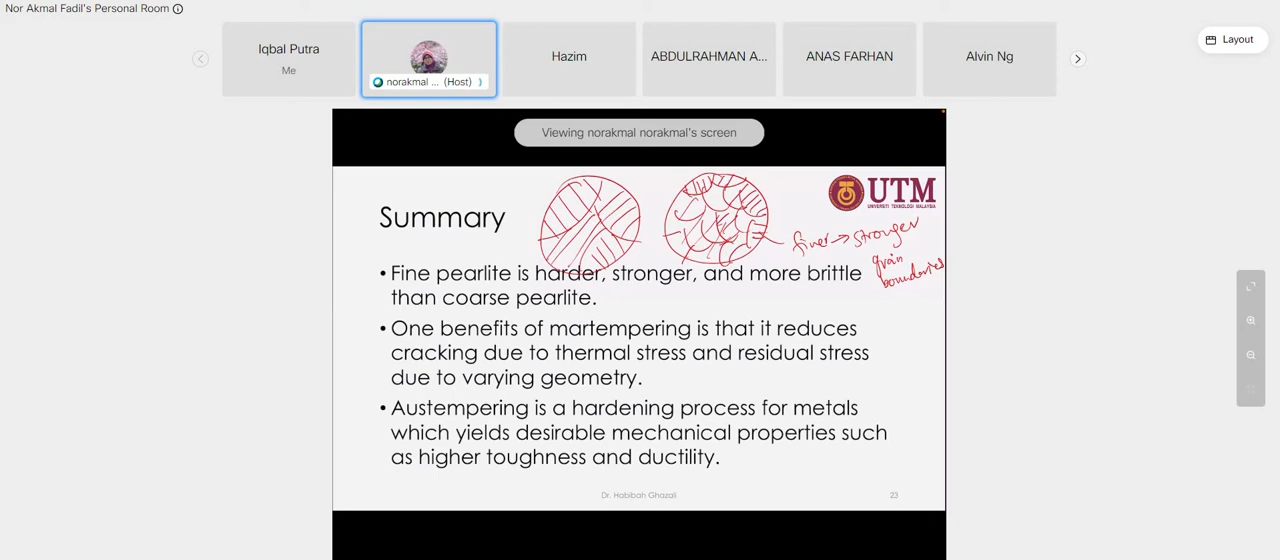 Nor Akmal Fadil's Personal Room
Layout
Iqbal Putra
Me
norakmal ... (Host)
Hazim
ABDULRAHMAN A...
ANAS FARHAN
Alvin Ng
Viewing norakmal norakmal's screen
UTM
UNIVERSITI TEKNOLOGI MALAYSIA
Summary
finer → stronger
grain
boundaries
• Fine pearlite is harder, stronger, and more brittle
than coarse pearlite.
• One benefits of martempering is that it reduces
cracking due to thermal stress and residual stress
due to varying geometry.
• Austempering is a hardening process for metals
which yields desirable mechanical properties such
as higher toughness and ductility.
Dr. Habibah Ghazali
23